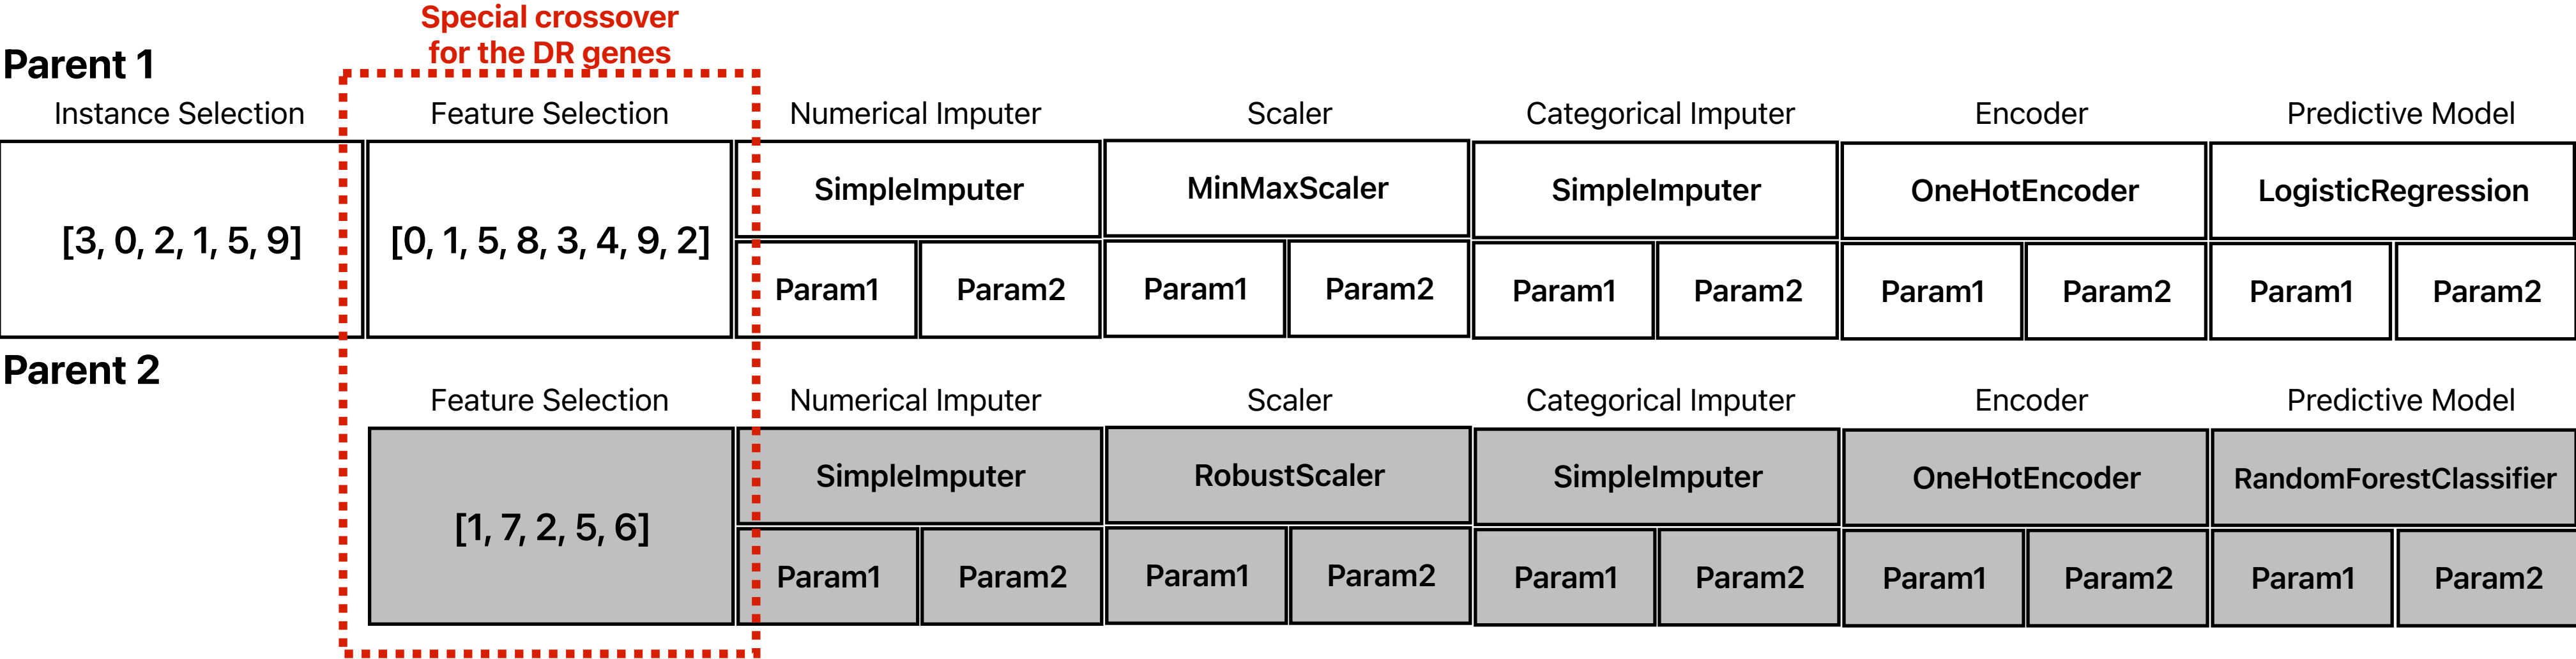 Special crossover
for the DR genes
Parent 1
Instance Selection Feature Selection Numerical Imputer Scaler Categorical Imputer Encoder Predictive Model
[3, 0, 2, 1, 5, 9] [0, 1, 5, 8, 3, 4, 9, 2] SimpleImputer MinMaxScaler SimpleImputer OneHotEncoder LogisticRegression
Param1 Param2 Param1 Param2 Param1 Param2 Param1 Param2 Param1 Param2
Parent 2
Feature Selection Numerical Imputer Scaler Categorical Imputer Encoder Predictive Model
[1, 7, 2, 5, 6] SimpleImputer RobustScaler SimpleImputer OneHotEncoder RandomForestClassifier
Param1 Param2 Param1 Param2 Param1 Param2 Param1 Param2 Param1 Param2